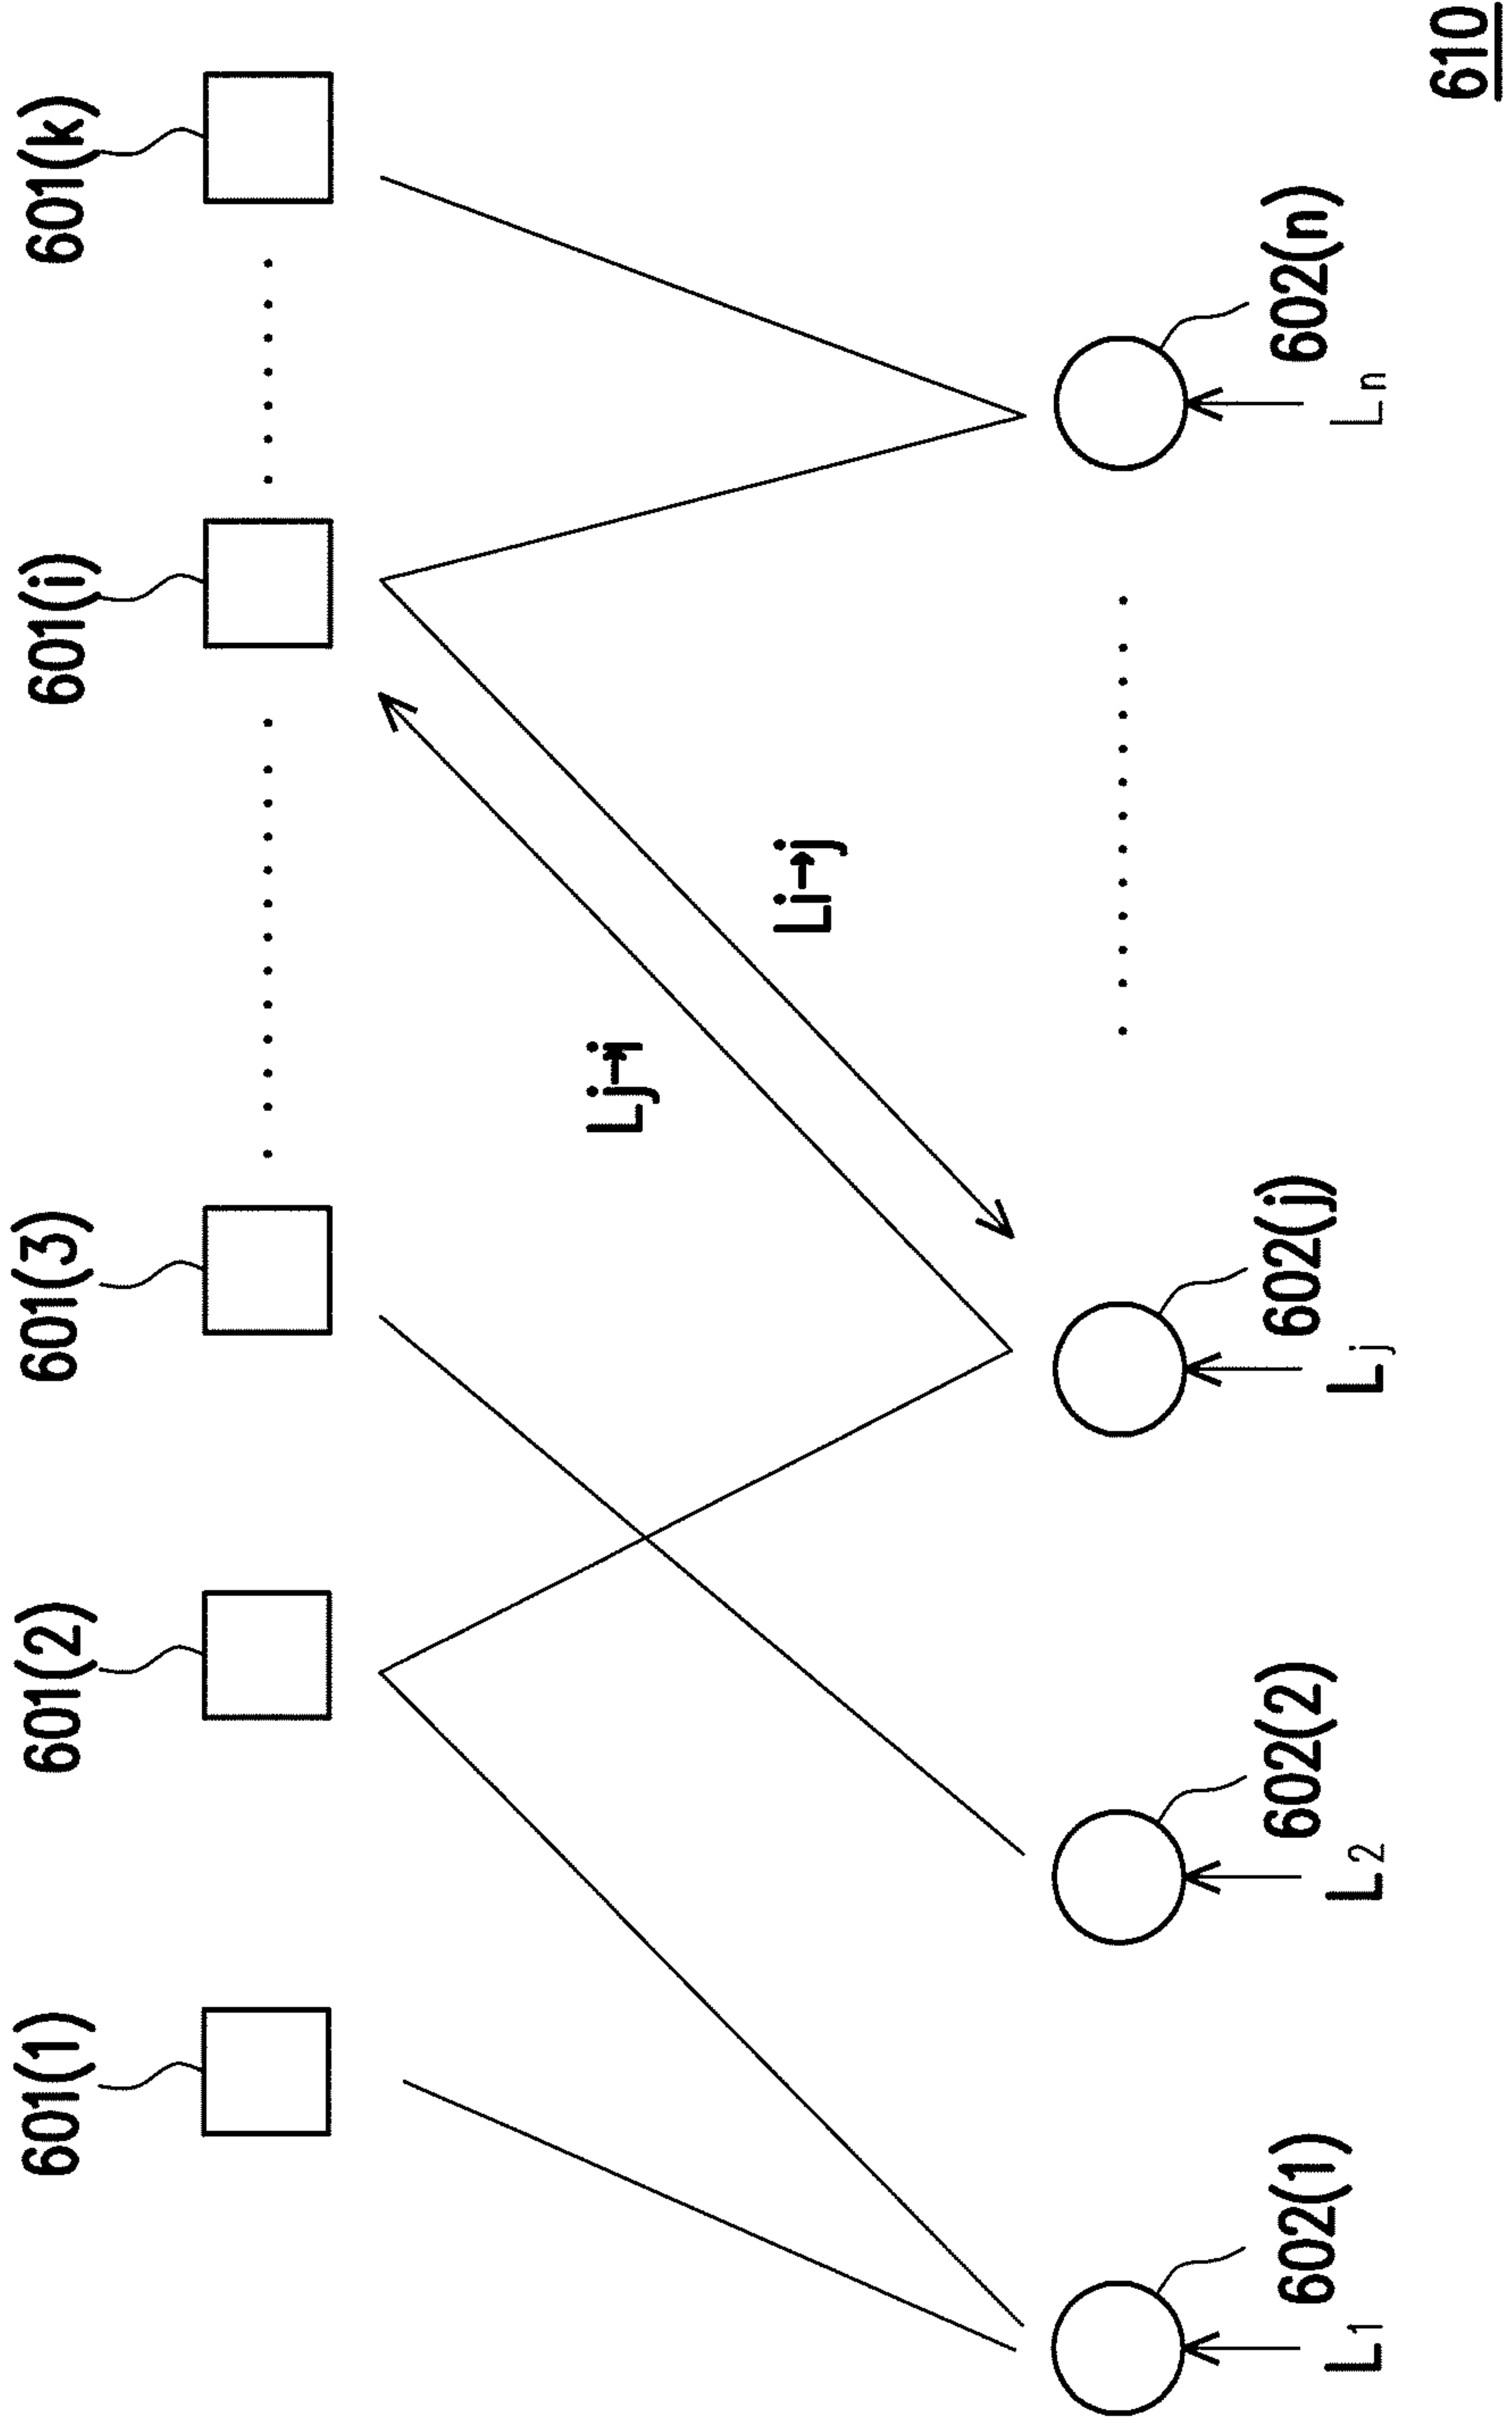 601(1)
601(2)
601(3)
601(i)
601(k)
Lj→i
Li→j
602(1)
602(2)
602(j)
602(n)
L1
L2
Lj
Ln
610